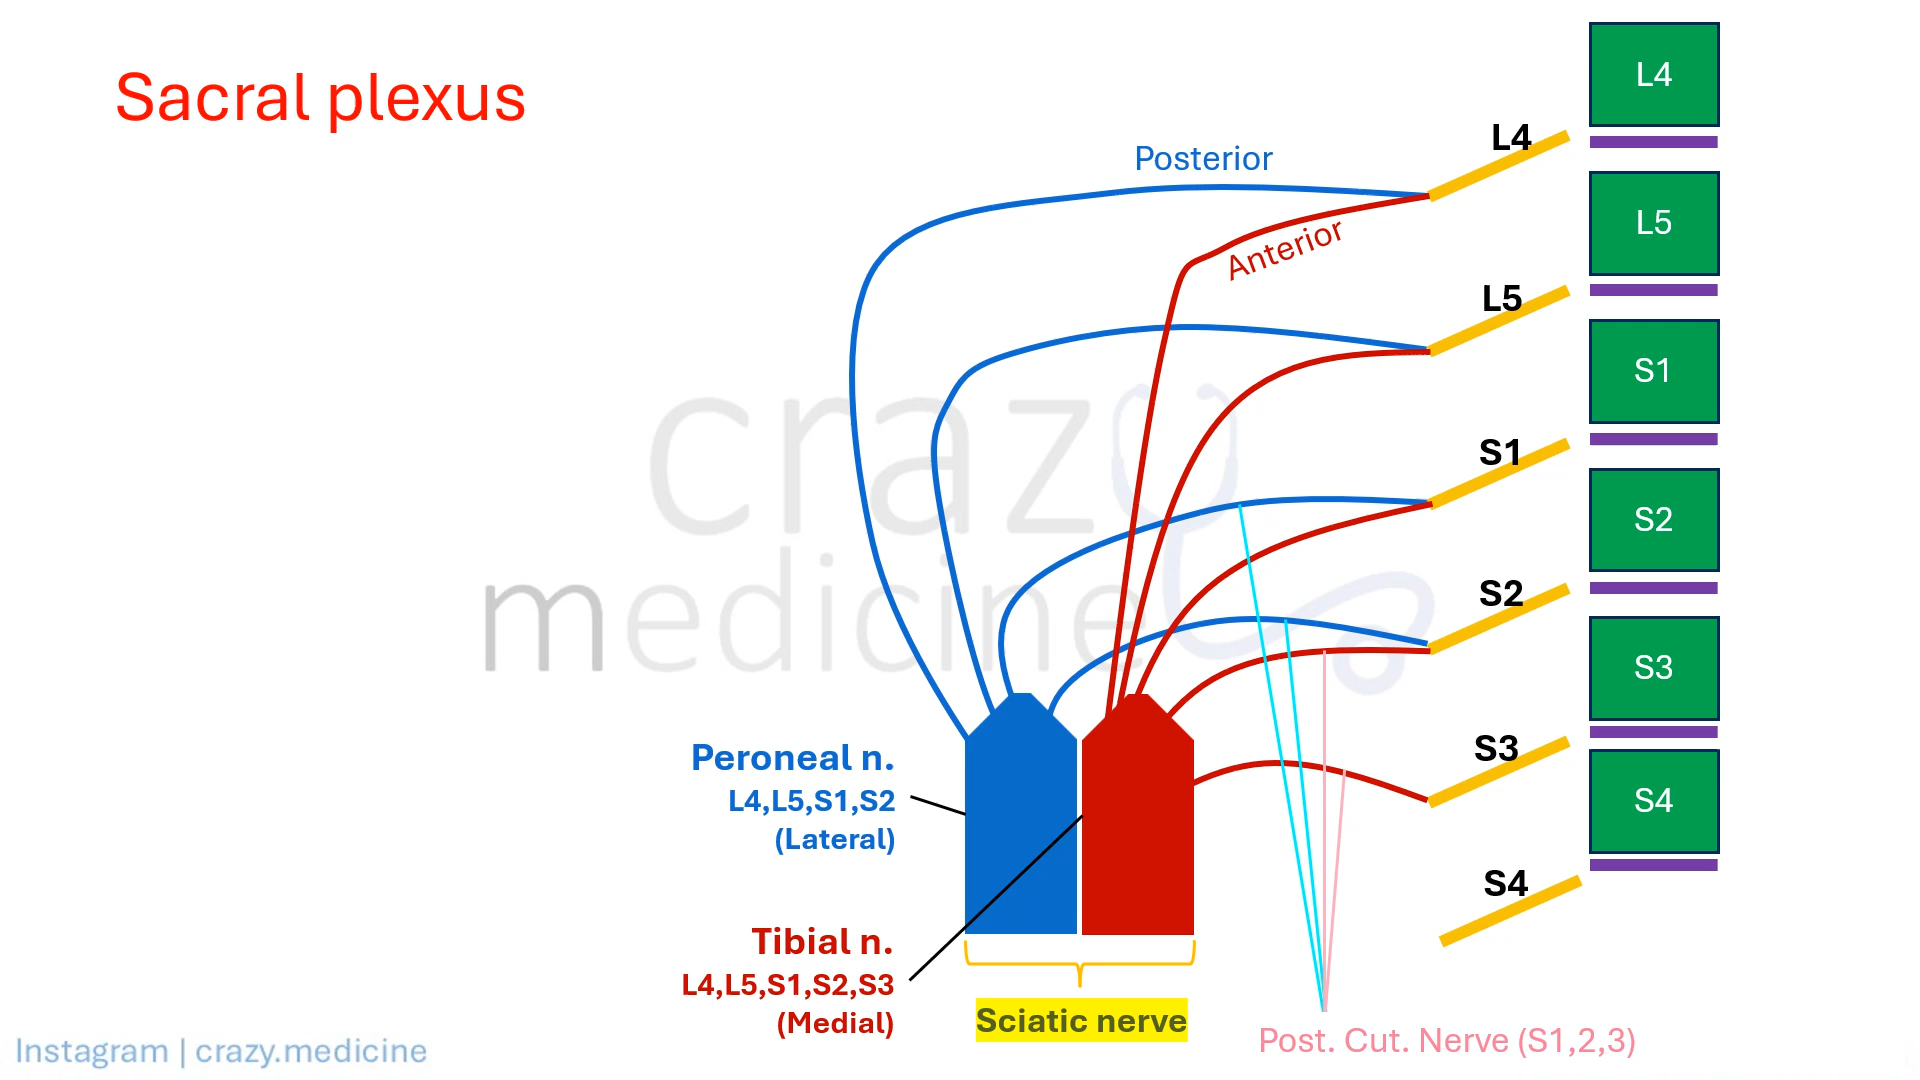 Sacral plexus
L4
L4
Posterior
L5
Anterior
L5
S1
S1
S2
S2
S3
S3
S4
S4
crazy
medicine
Peroneal n.
L4,L5,S1,S2
(Lateral)
Tibial n.
L4,L5,S1,S2,S3
(Medial)
Sciatic nerve
Post. Cut. Nerve (S1,2,3)
Instagram | crazy.medicine